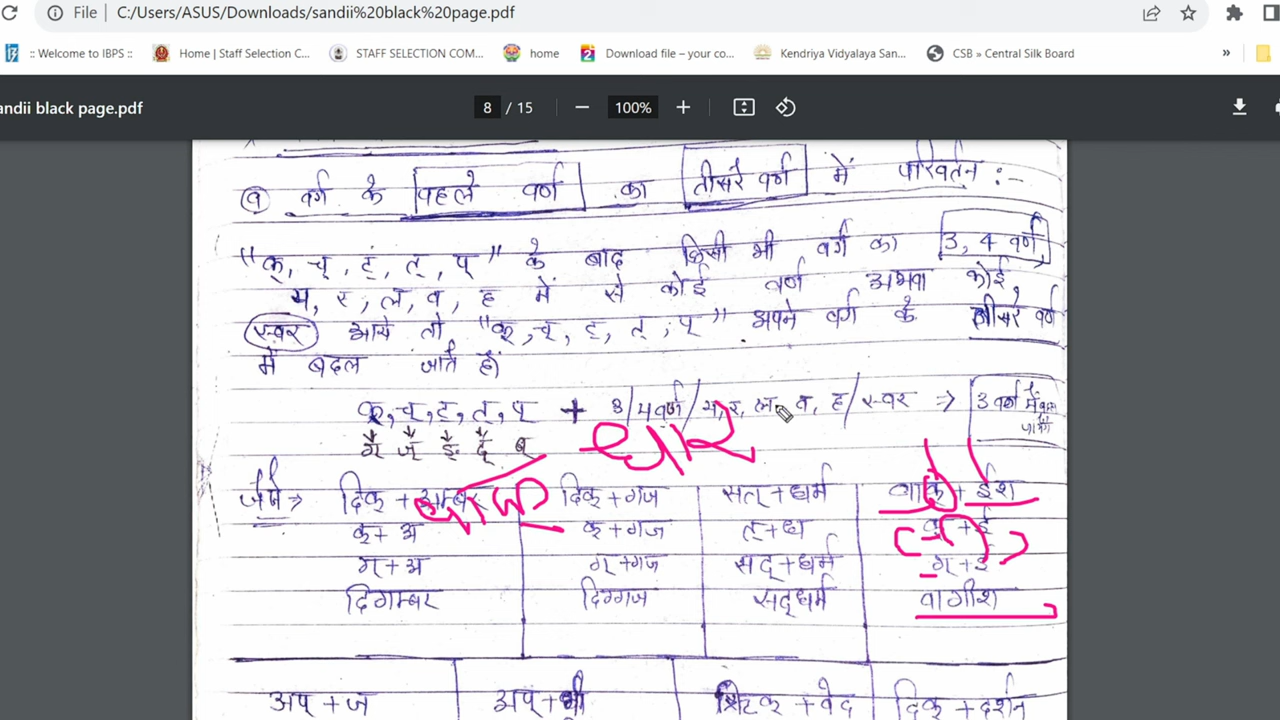 File C:/Users/ASUS/Downloads/sandii%20black%20page.pdf
:: Welcome to IBPS :: Home | Staff Selection C... STAFF SELECTION COM... home Download file – your co... Kendriya Vidyalaya San... CSB » Central Silk Board »
andii black page.pdf 8 / 15 100%
वर्ग के पहले वर्ण का तीसरे वर्ण में परिवर्तन :-
"क्, च्, ट्, त्, प्" के बाद किसी भी वर्ग का 3, 4 वर्ण
य, र, ल, व, ह में से कोई वर्ण अथवा कोई
स्वर आये तो "क्, च्, ट्, त्, प्" अपने वर्ग के तीसरे वर्ण
में बदल जाते हैं।
क्, च्, ट्, त्, प् + 3/4वर्ण/य, र, ल, व, ह/स्वर => 3 वर्ण में
ग् ज् ड् द् ब्
जैसे => दिक् + अम्बर दिक् + गज सत् + धर्म वाक् + ईश
क् + अ क् + गज त् + ध क् + ई
ग् + अ ग् + गज सद् + धर्म ग् + ई
दिगम्बर दिग्गज सद्धर्म वागीश
अप् + ज अप् + + वेद दिक् + दर्शन